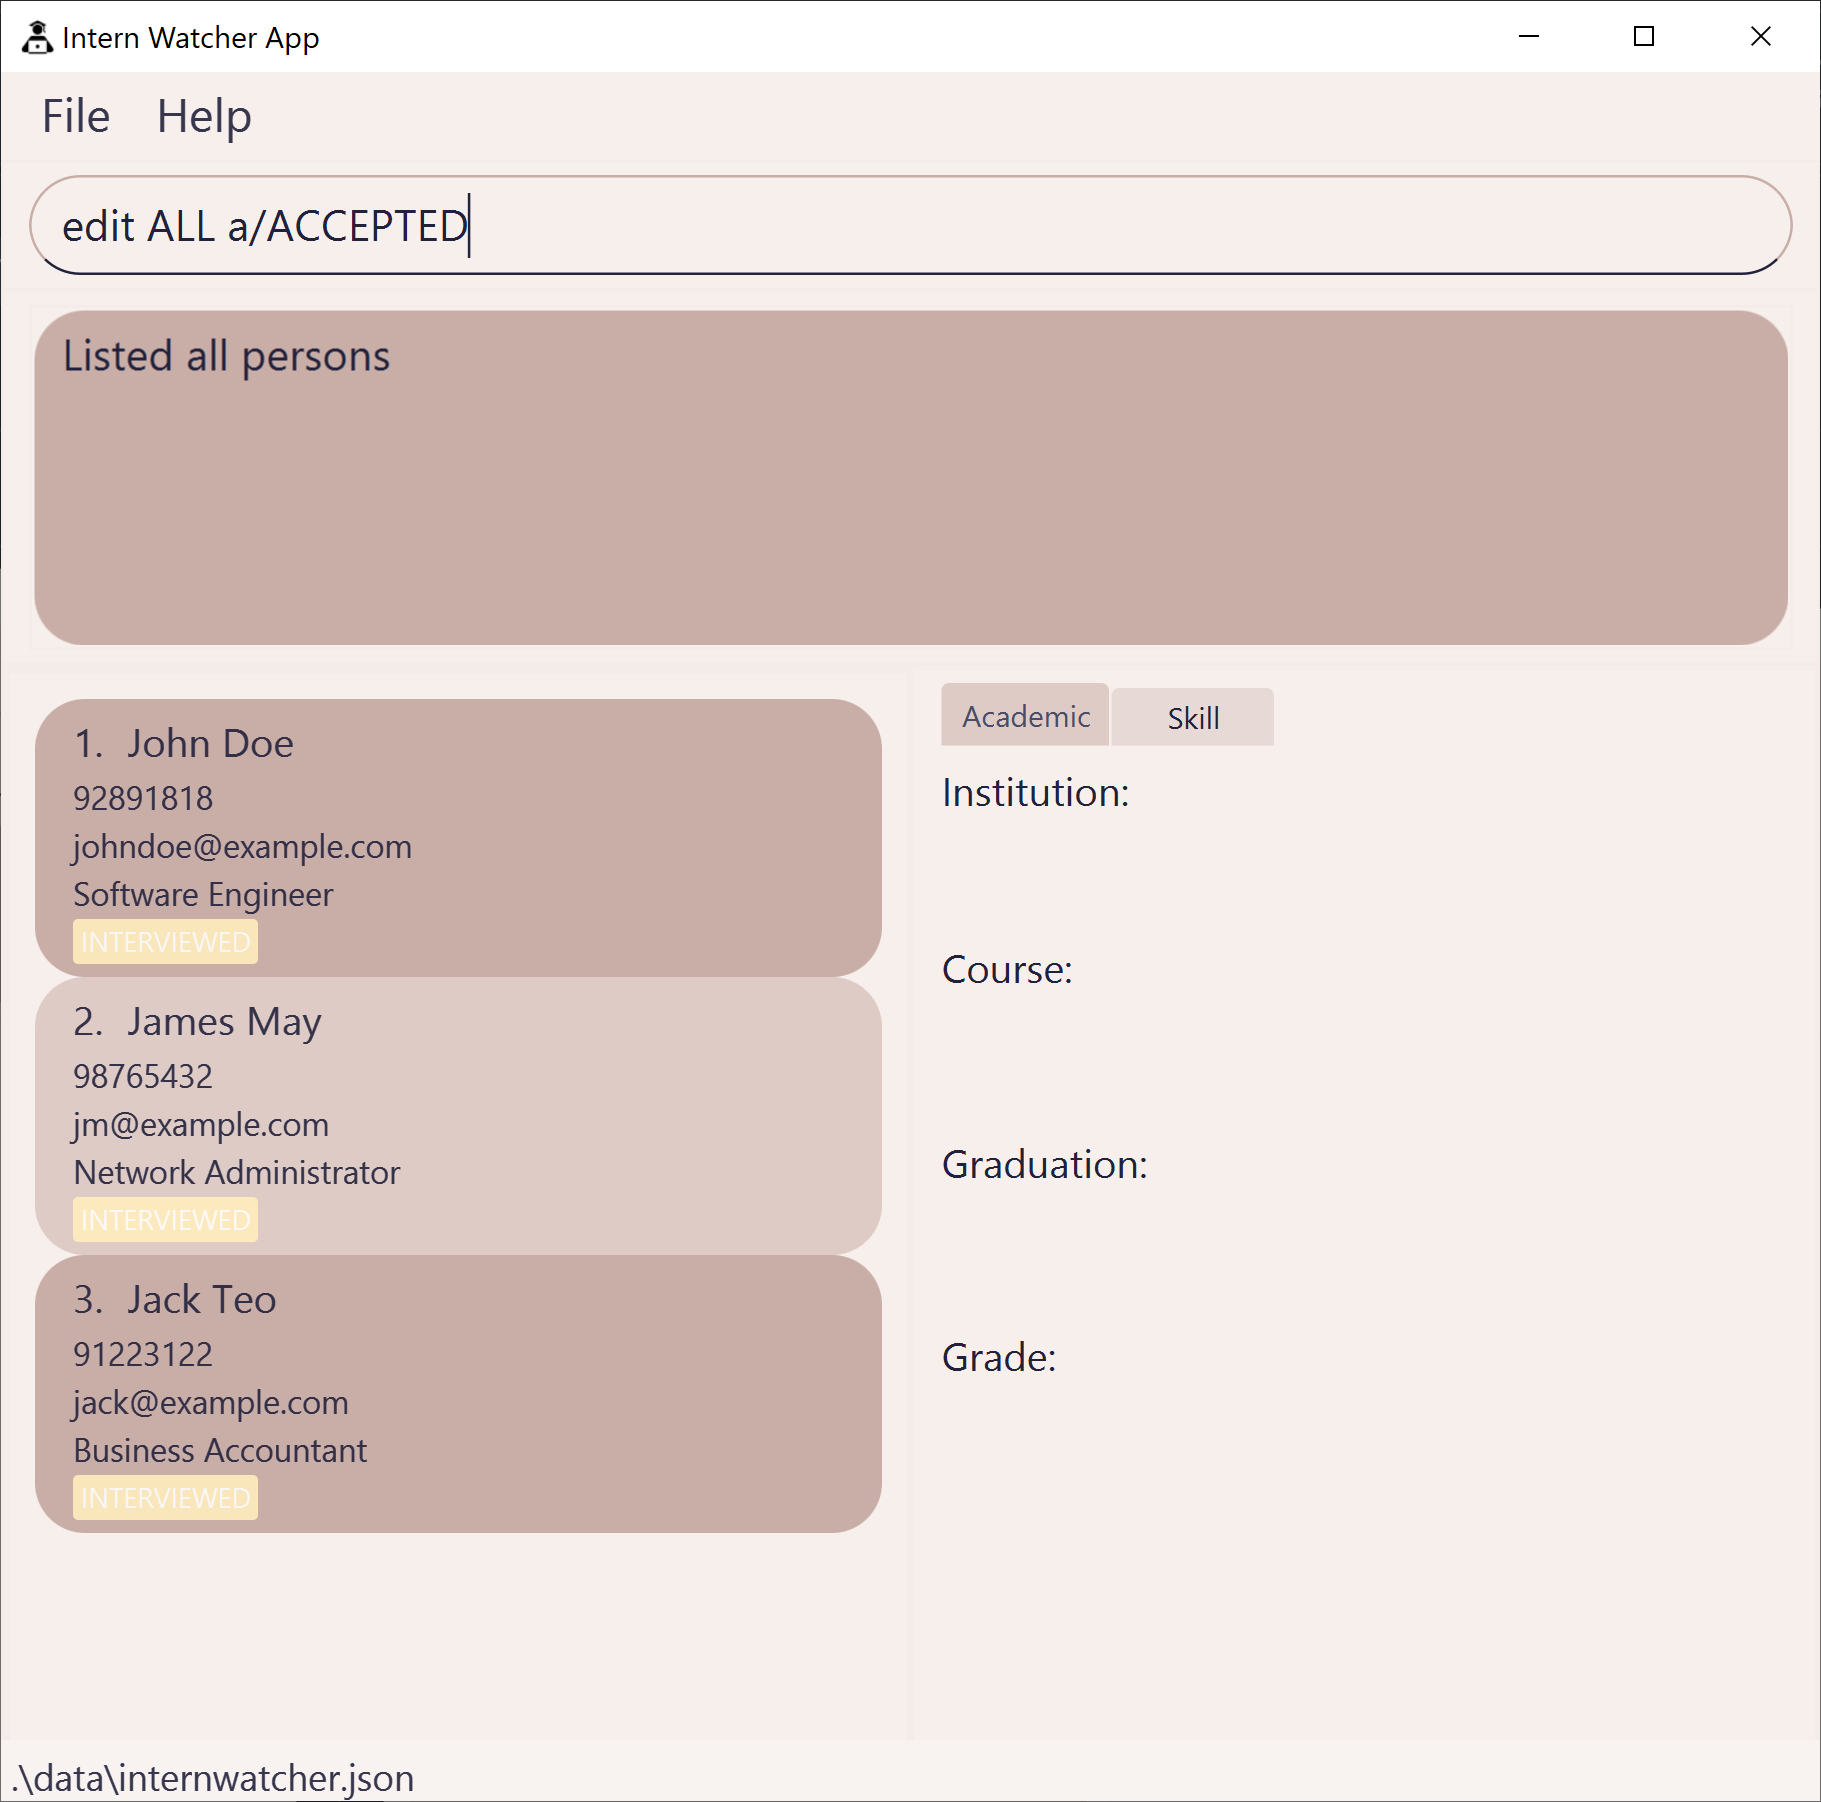 Intern Watcher App
File Help
edit ALL a/ACCEPTED
Listed all persons
1. John Doe
92891818
johndoe@example.com
Software Engineer
INTERVIEWED
2. James May
98765432
jm@example.com
Network Administrator
INTERVIEWED
3. Jack Teo
91223122
jack@example.com
Business Accountant
INTERVIEWED
Academic Skill
Institution:
Course:
Graduation:
Grade:
.\data\internwatcher.json